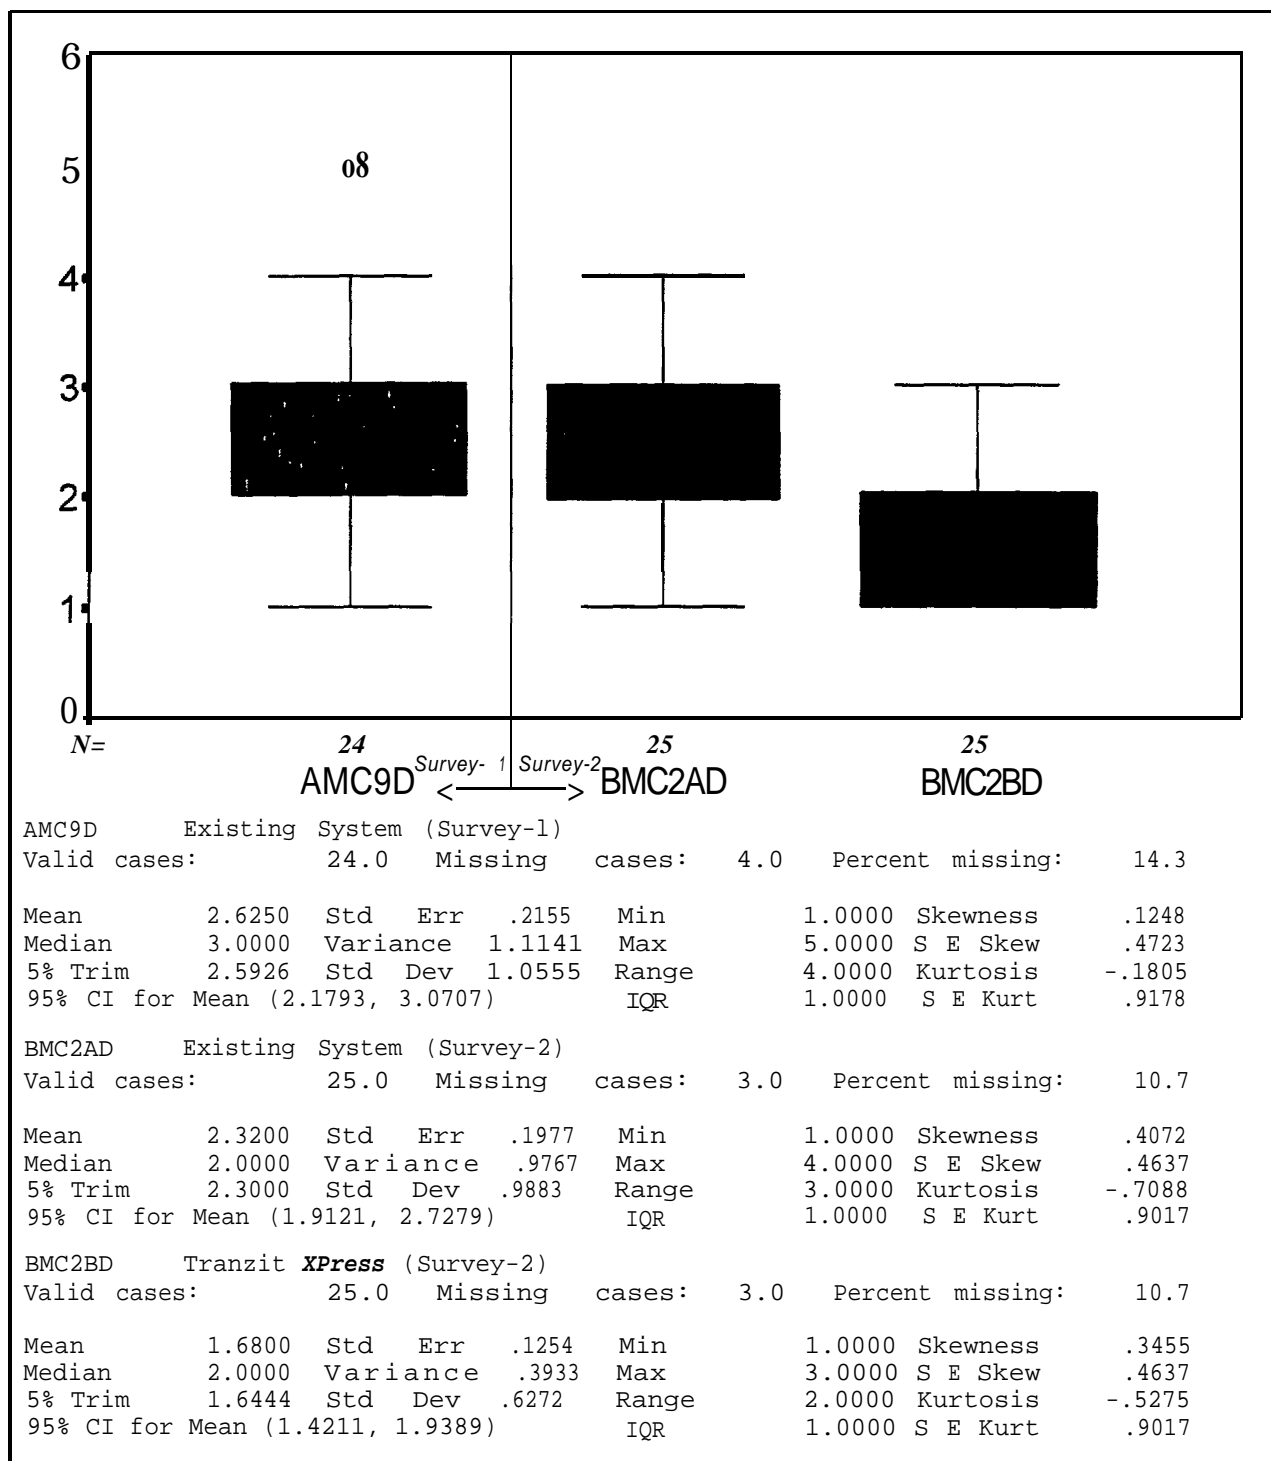 6
5
o8
4
3
2
1
0
N= 24 25 25
AMC9D Survey- 1 Survey-2 BMC2AD BMC2BD
< >
AMC9D Existing System (Survey-l)
Valid cases: 24.0 Missing cases: 4.0 Percent missing: 14.3
Mean 2.6250 Std Err .2155 Min 1.0000 Skewness .1248
Median 3.0000 Variance 1.1141 Max 5.0000 S E Skew .4723
5% Trim 2.5926 Std Dev 1.0555 Range 4.0000 Kurtosis -.1805
95% CI for Mean (2.1793, 3.0707) IQR 1.0000 S E Kurt .9178
BMC2AD Existing System (Survey-2)
Valid cases: 25.0 Missing cases: 3.0 Percent missing: 10.7
Mean 2.3200 Std Err .1977 Min 1.0000 Skewness .4072
Median 2.0000 Variance .9767 Max 4.0000 S E Skew .4637
5% Trim 2.3000 Std Dev .9883 Range 3.0000 Kurtosis -.7088
95% CI for Mean (1.9121, 2.7279) IQR 1.0000 S E Kurt .9017
BMC2BD Tranzit XPress (Survey-2)
Valid cases: 25.0 Missing cases: 3.0 Percent missing: 10.7
Mean 1.6800 Std Err .1254 Min 1.0000 Skewness .3455
Median 2.0000 Variance .3933 Max 3.0000 S E Skew .4637
5% Trim 1.6444 Std Dev .6272 Range 2.0000 Kurtosis -.5275
95% CI for Mean (1.4211, 1.9389) IQR 1.0000 S E Kurt .9017